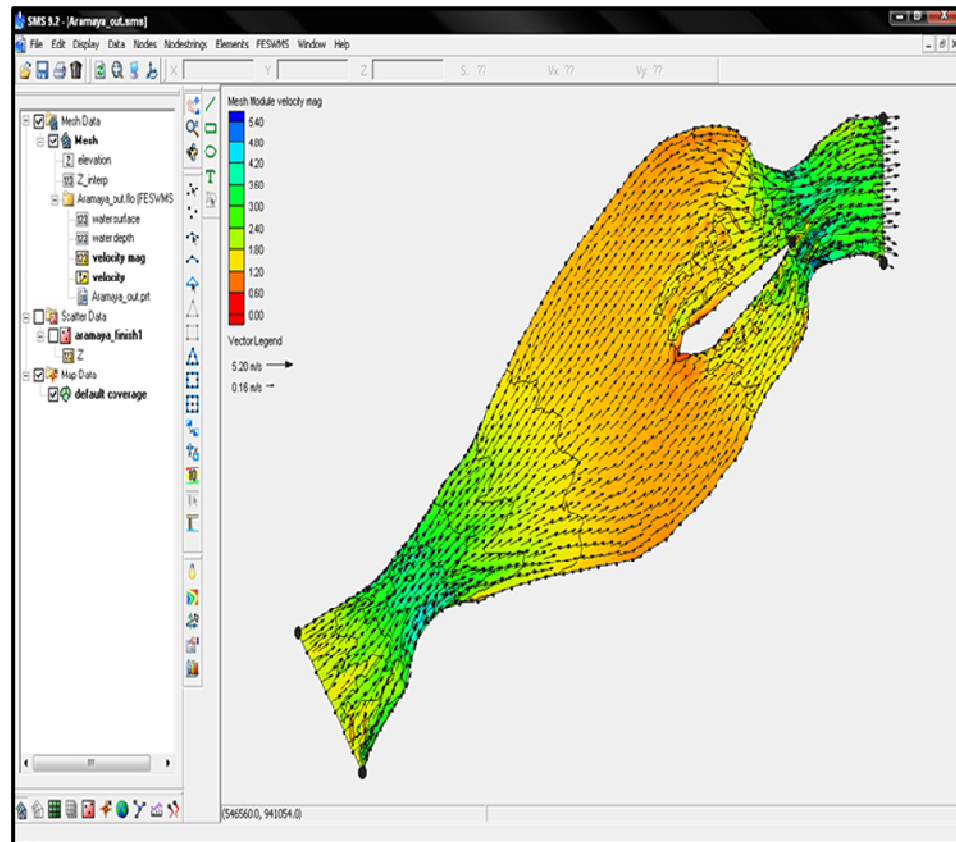 SMS 9.2 - [Aramaya_out.sms]
File Edit Display Data Nodes Nodestrings Elements FESWMS Window Help
X Y Z S: ?? Vx: ?? Vy: ??
Mesh Data
Mesh
elevation
Z_interp
Aramaya_out.flo (FESWMS
watersurface
waterdepth
velocity mag
velocity
Aramaya_out.prt
Scatter Data
aramaya_finish1
Z
Map Data
default coverage
Mesh Module velocity mag
5.40
4.80
4.20
3.60
3.00
2.40
1.80
1.20
0.60
0.00
Vector Legend
5.20 m/s
0.16 m/s
(546560.0, 941054.0)